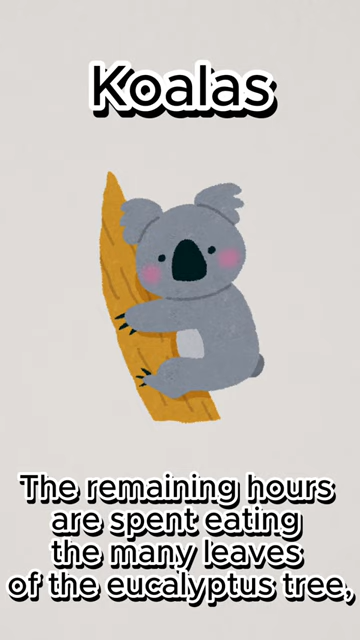 Koalas
The remaining hours
are spent eating
the many leaves
of the eucalyptus tree,